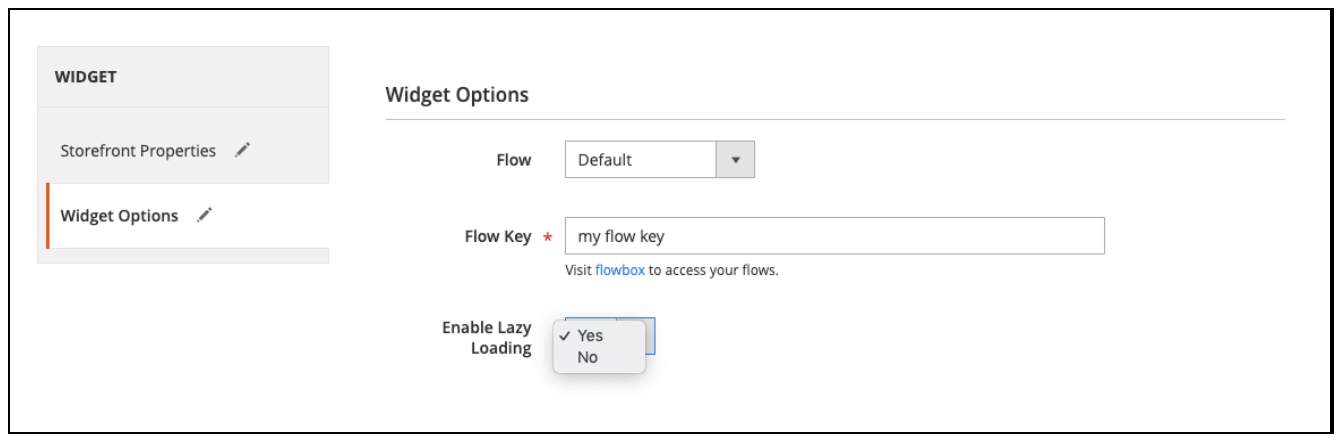 WIDGET
Storefront Properties
Widget Options
Widget Options
Flow Default
Flow Key * my flow key
Visit flowbox to access your flows.
Enable Lazy
Loading
✓ Yes
No